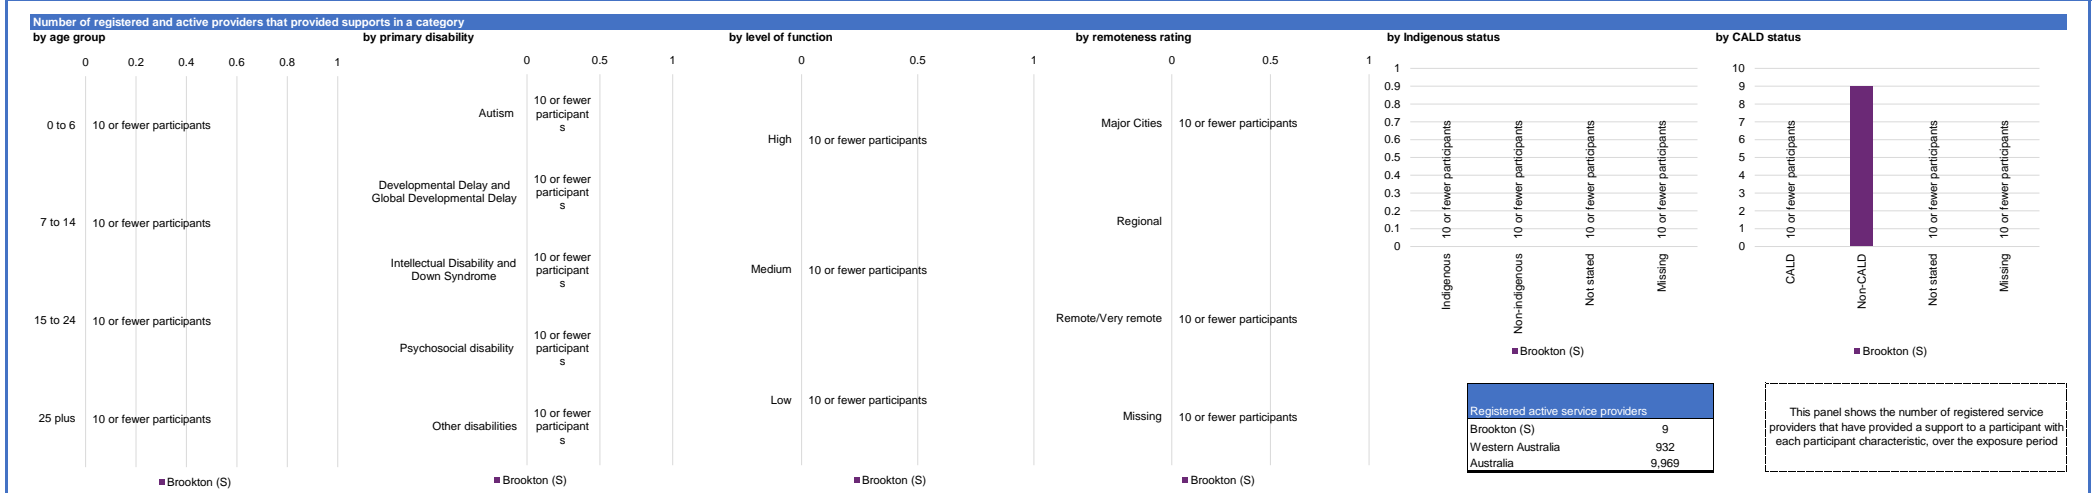 Number of registered and active providers that provided supports in a category
by age group
0 0.2 0.4 0.6 0.8 1
0 to 6 10 or fewer participants
7 to 14 10 or fewer participants
15 to 24 10 or fewer participants
25 plus 10 or fewer participants
Brookton (S)
by primary disability
0 0.5 1
Autism
10 or fewer
participant
s
Developmental Delay and
Global Developmental Delay
10 or fewer
participant
s
Intellectual Disability and
Down Syndrome
10 or fewer
participant
s
Psychosocial disability
10 or fewer
participant
s
Other disabilities
10 or fewer
participant
s
Brookton (S)
by level of function
0 0.5 1
High 10 or fewer participants
Medium 10 or fewer participants
Low 10 or fewer participants
Brookton (S)
by remoteness rating
0 0.5 1
Major Cities 10 or fewer participants
Regional
Remote/Very remote 10 or fewer participants
Missing 10 or fewer participants
Brookton (S)
by Indigenous status
1
0.9
0.8
0.7
0.6
0.5
0.4
0.3
0.2
0.1
0
10 or fewer participants
10 or fewer participants
10 or fewer participants
10 or fewer participants
Indigenous
Non-indigenous
Not stated
Missing
Brookton (S)
by CALD status
10
9
8
7
6
5
4
3
2
1
0
10 or fewer participants
10 or fewer participants
10 or fewer participants
CALD
Non-CALD
Not stated
Missing
Brookton (S)
Registered active service providers
Brookton (S) 9
Western Australia 932
Australia 9,969
This panel shows the number of registered service
providers that have provided a support to a participant with
each participant characteristic, over the exposure period